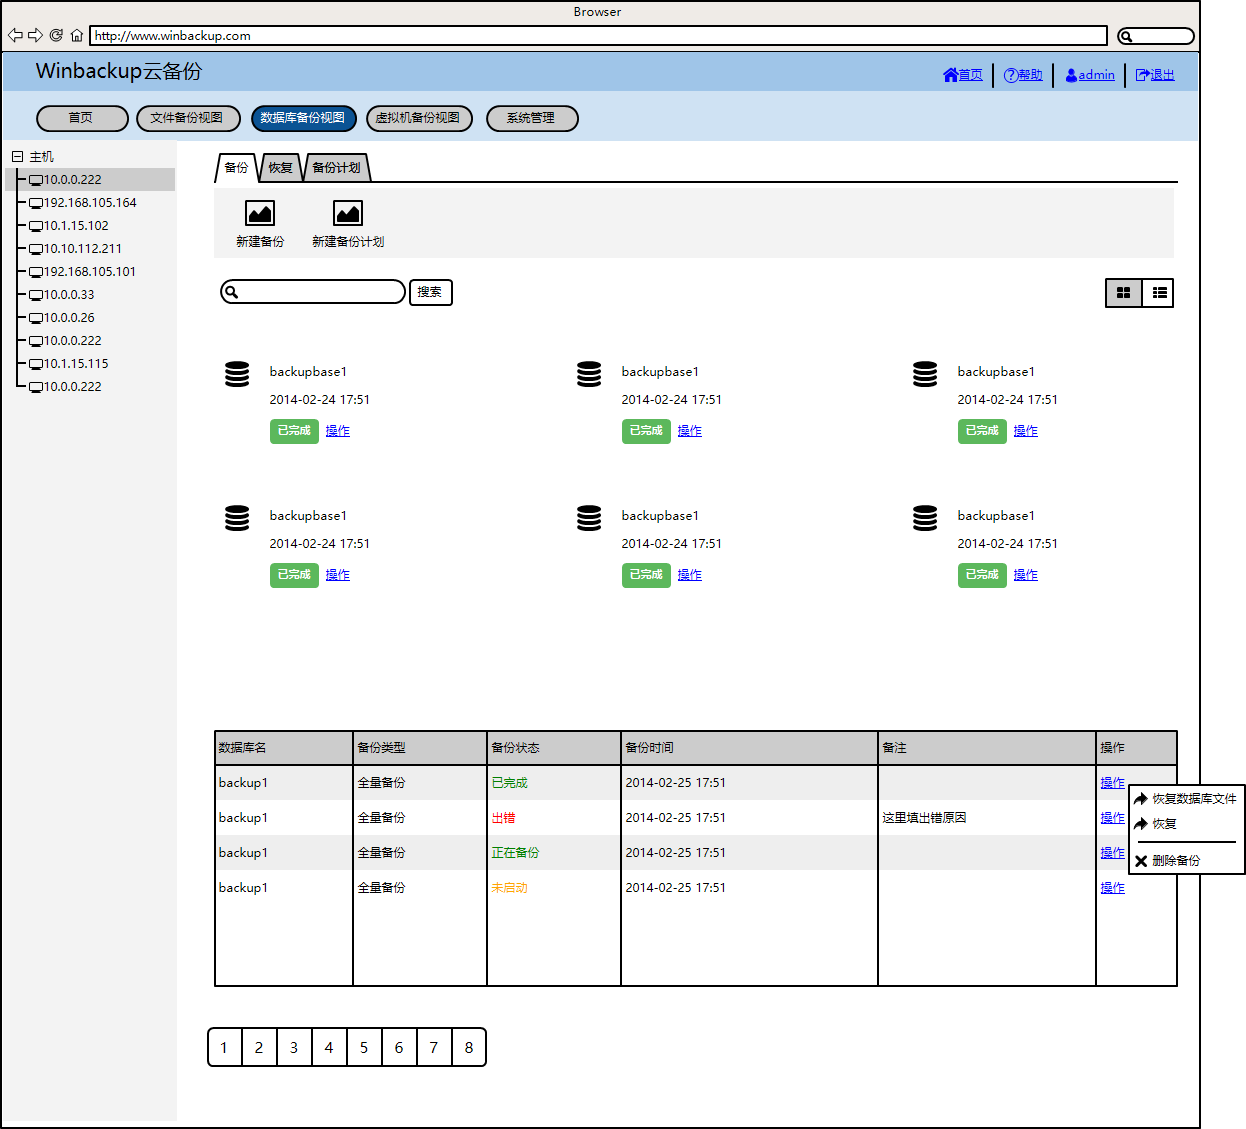 Browser
http://www.winbackup.com
Winbackup云备份
首页 帮助 admin 退出
首页 文件备份视图 数据库备份视图 虚拟机备份视图 系统管理
主机
10.0.0.222
192.168.105.164
10.1.15.102
10.10.112.211
192.168.105.101
10.0.0.33
10.0.0.26
10.0.0.222
10.1.15.115
10.0.0.222
备份 恢复 备份计划
新建备份 新建备份计划
搜索
backupbase1 backupbase1 backupbase1
2014-02-24 17:51 2014-02-24 17:51 2014-02-24 17:51
已完成 操作 已完成 操作 已完成 操作
backupbase1 backupbase1 backupbase1
2014-02-24 17:51 2014-02-24 17:51 2014-02-24 17:51
已完成 操作 已完成 操作 已完成 操作
数据库名 备份类型 备份状态 备份时间 备注 操作
backup1 全量备份 已完成 2014-02-25 17:51 操作
backup1 全量备份 出错 2014-02-25 17:51 这里填出错原因 操作
backup1 全量备份 正在备份 2014-02-25 17:51 操作
backup1 全量备份 未启动 2014-02-25 17:51 操作
恢复数据库文件
恢复
删除备份
1 2 3 4 5 6 7 8